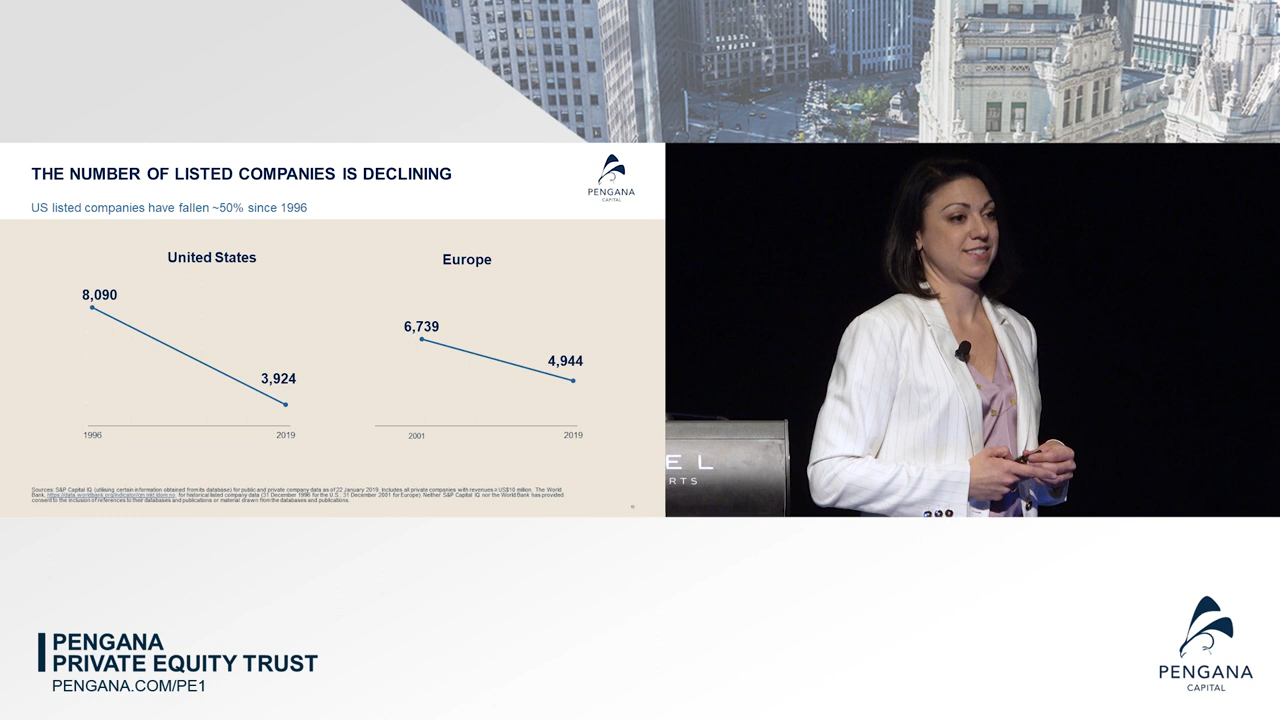 THE NUMBER OF LISTED COMPANIES IS DECLINING
PENGANA
CAPITAL
US listed companies have fallen ~50% since 1996
United States
Europe
8,090
3,924
6,739
4,944
1996
2019
2001
2019
Sources: S&P Capital IQ (utilising certain information obtained from its database) for public and private company data as of 22 January 2019. Includes all private companies with revenues ≥ US$10 million. The World
Bank, https://data.worldbank.org/indicator/cm.mkt.ldom.no, for historical listed company data (31 December 1996 for the U.S.; 31 December 2001 for Europe). Neither S&P Capital IQ nor the World Bank has provided
consent to the inclusion of references to their databases and publications or material drawn from the databases and publications.
EL
RTS
PENGANA
PRIVATE EQUITY TRUST
PENGANA.COM/PE1
PENGANA
CAPITAL